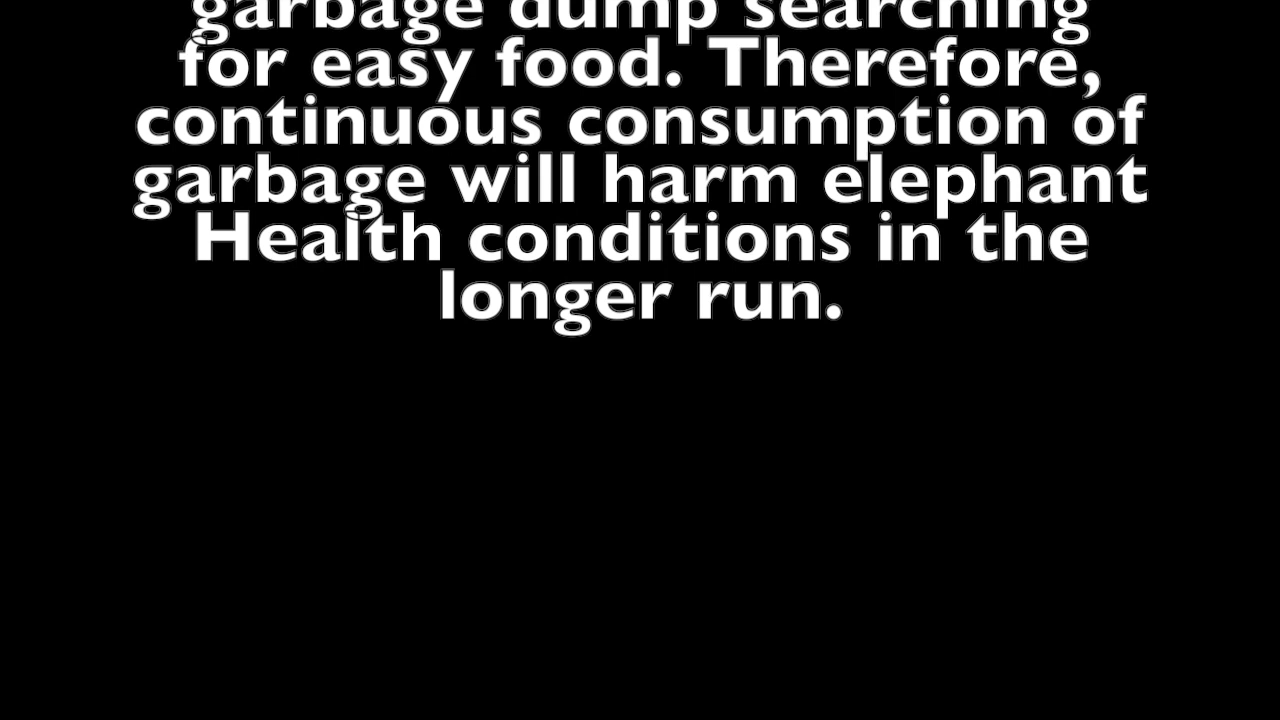 garbage dump searching
for easy food. Therefore,
continuous consumption of
garbage will harm elephant
Health conditions in the
longer run.